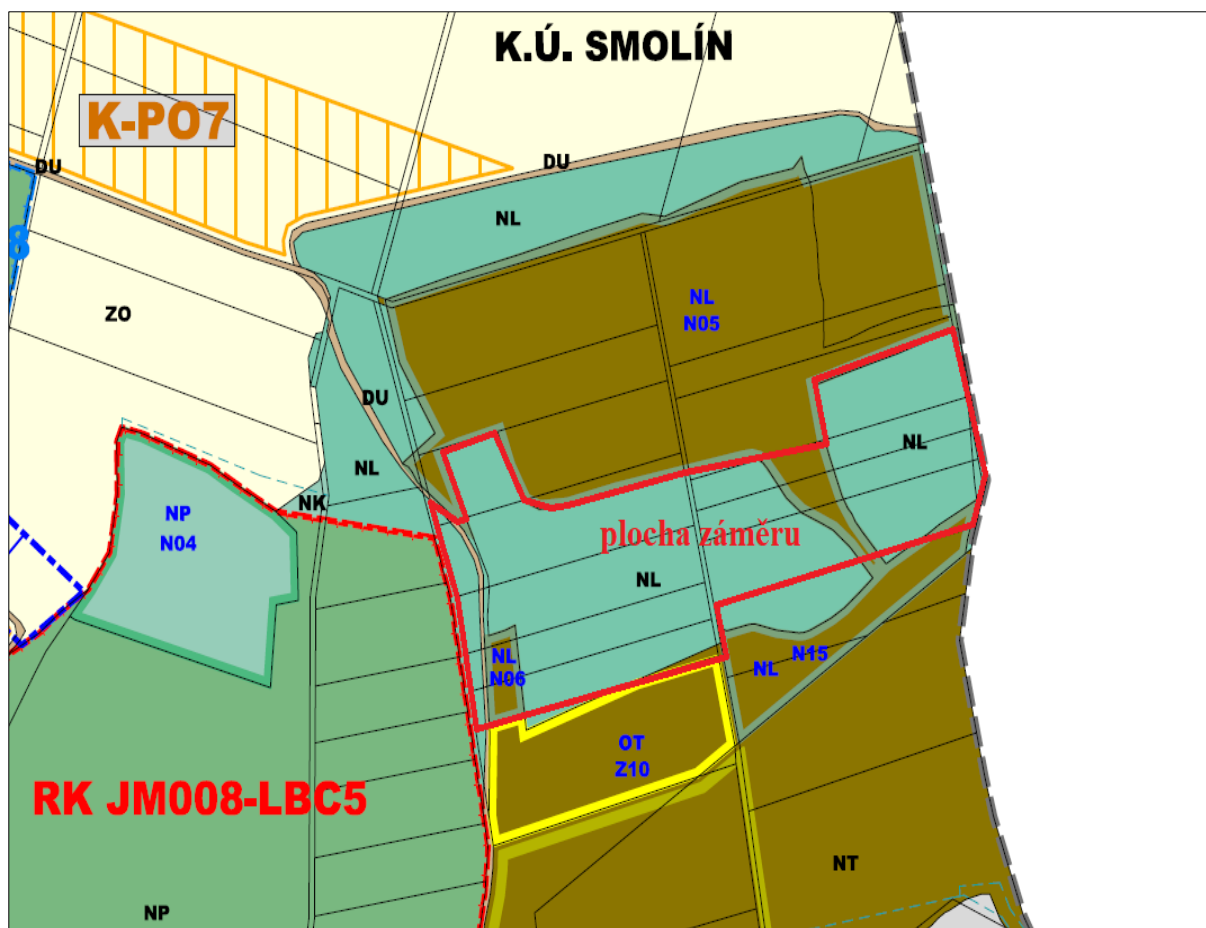 K.Ú. SMOLÍN
K-PO7
DU
DU
NL
8
ZO
NL
N05
DU
NL
NL
NK
NP
N04
plocha záměru
NL
NL
N06
N15
NL
OT
Z10
RK JM008-LBC5
NT
NP